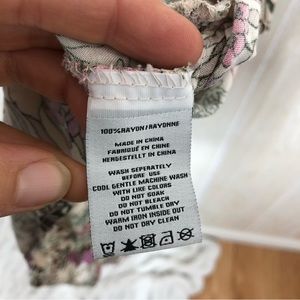 100%RAYON/RAYONNE
MADE IN CHINA
FABRIQUÉ EN CHINE
HERGESTELLT IN CHINA
WASH SEPERATELY
BEFORE USE
COOL GENTLE MACHINE WASH
WITH LIKE COLORS
DO NOT SOAK
DO NOT BLEACH
DO NOT TUMBLE DRY
WARM IRON INSIDE OUT
DO NOT DRY CLEAN